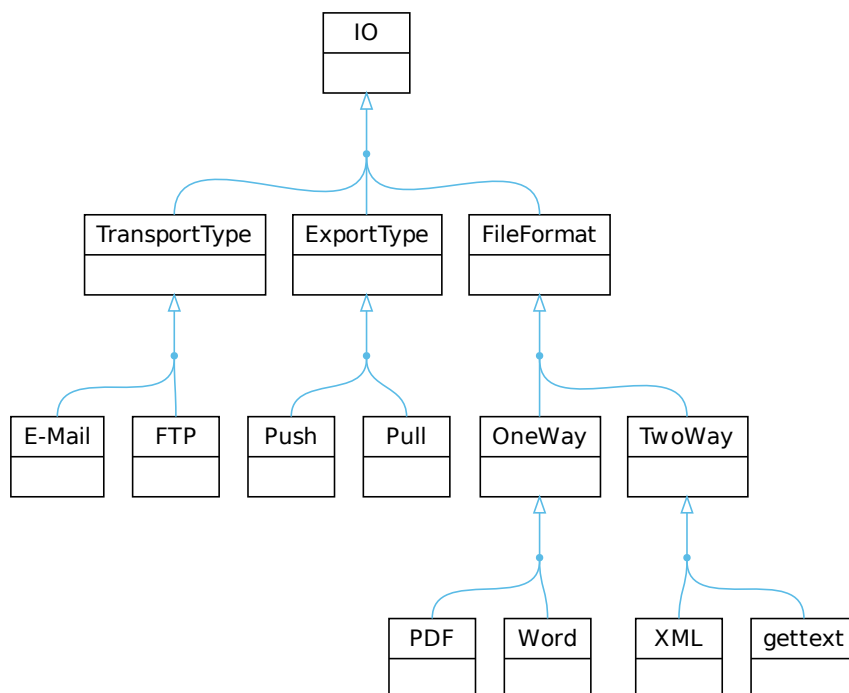 IO
TransportType
ExportType
FileFormat
E-Mail
FTP
Push
Pull
OneWay
TwoWay
PDF
Word
XML
gettext